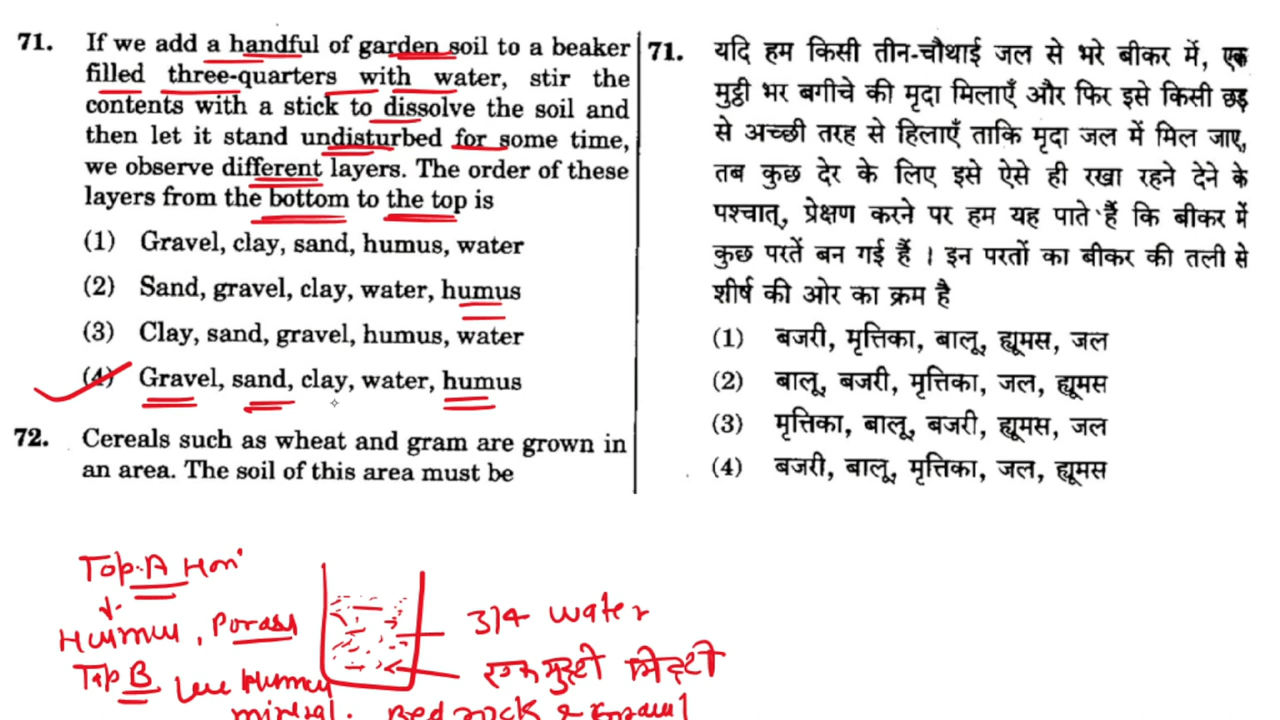 71. If we add a handful of garden soil to a beaker
filled three-quarters with water, stir the
contents with a stick to dissolve the soil and
then let it stand undisturbed for some time,
we observe different layers. The order of these
layers from the bottom to the top is
(1) Gravel, clay, sand, humus, water
(2) Sand, gravel, clay, water, humus
(3) Clay, sand, gravel, humus, water
(4) Gravel, sand, clay, water, humus
72. Cereals such as wheat and gram are grown in
an area. The soil of this area must be
71. यदि हम किसी तीन-चौथाई जल से भरे बीकर में, एक
मुट्ठी भर बगीचे की मृदा मिलाएँ और फिर इसे किसी छड़
से अच्छी तरह से हिलाएँ ताकि मृदा जल में मिल जाए,
तब कुछ देर के लिए इसे ऐसे ही रखा रहने देने के
पश्चात्, प्रेक्षण करने पर हम यह पाते हैं कि बीकर में
कुछ परतें बन गई हैं । इन परतों का बीकर की तली से
शीर्ष की ओर का क्रम है
(1) बजरी, मृत्तिका, बालू, ह्यूमस, जल
(2) बालू, बजरी, मृत्तिका, जल, ह्यूमस
(3) मृत्तिका, बालू, बजरी, ह्यूमस, जल
(4) बजरी, बालू, मृत्तिका, जल, ह्यूमस
Top-A Hori
Humus,
3/4 water
एक मुट्ठी मिट्टी
Top B Less Humus
mineral. Bed rock &